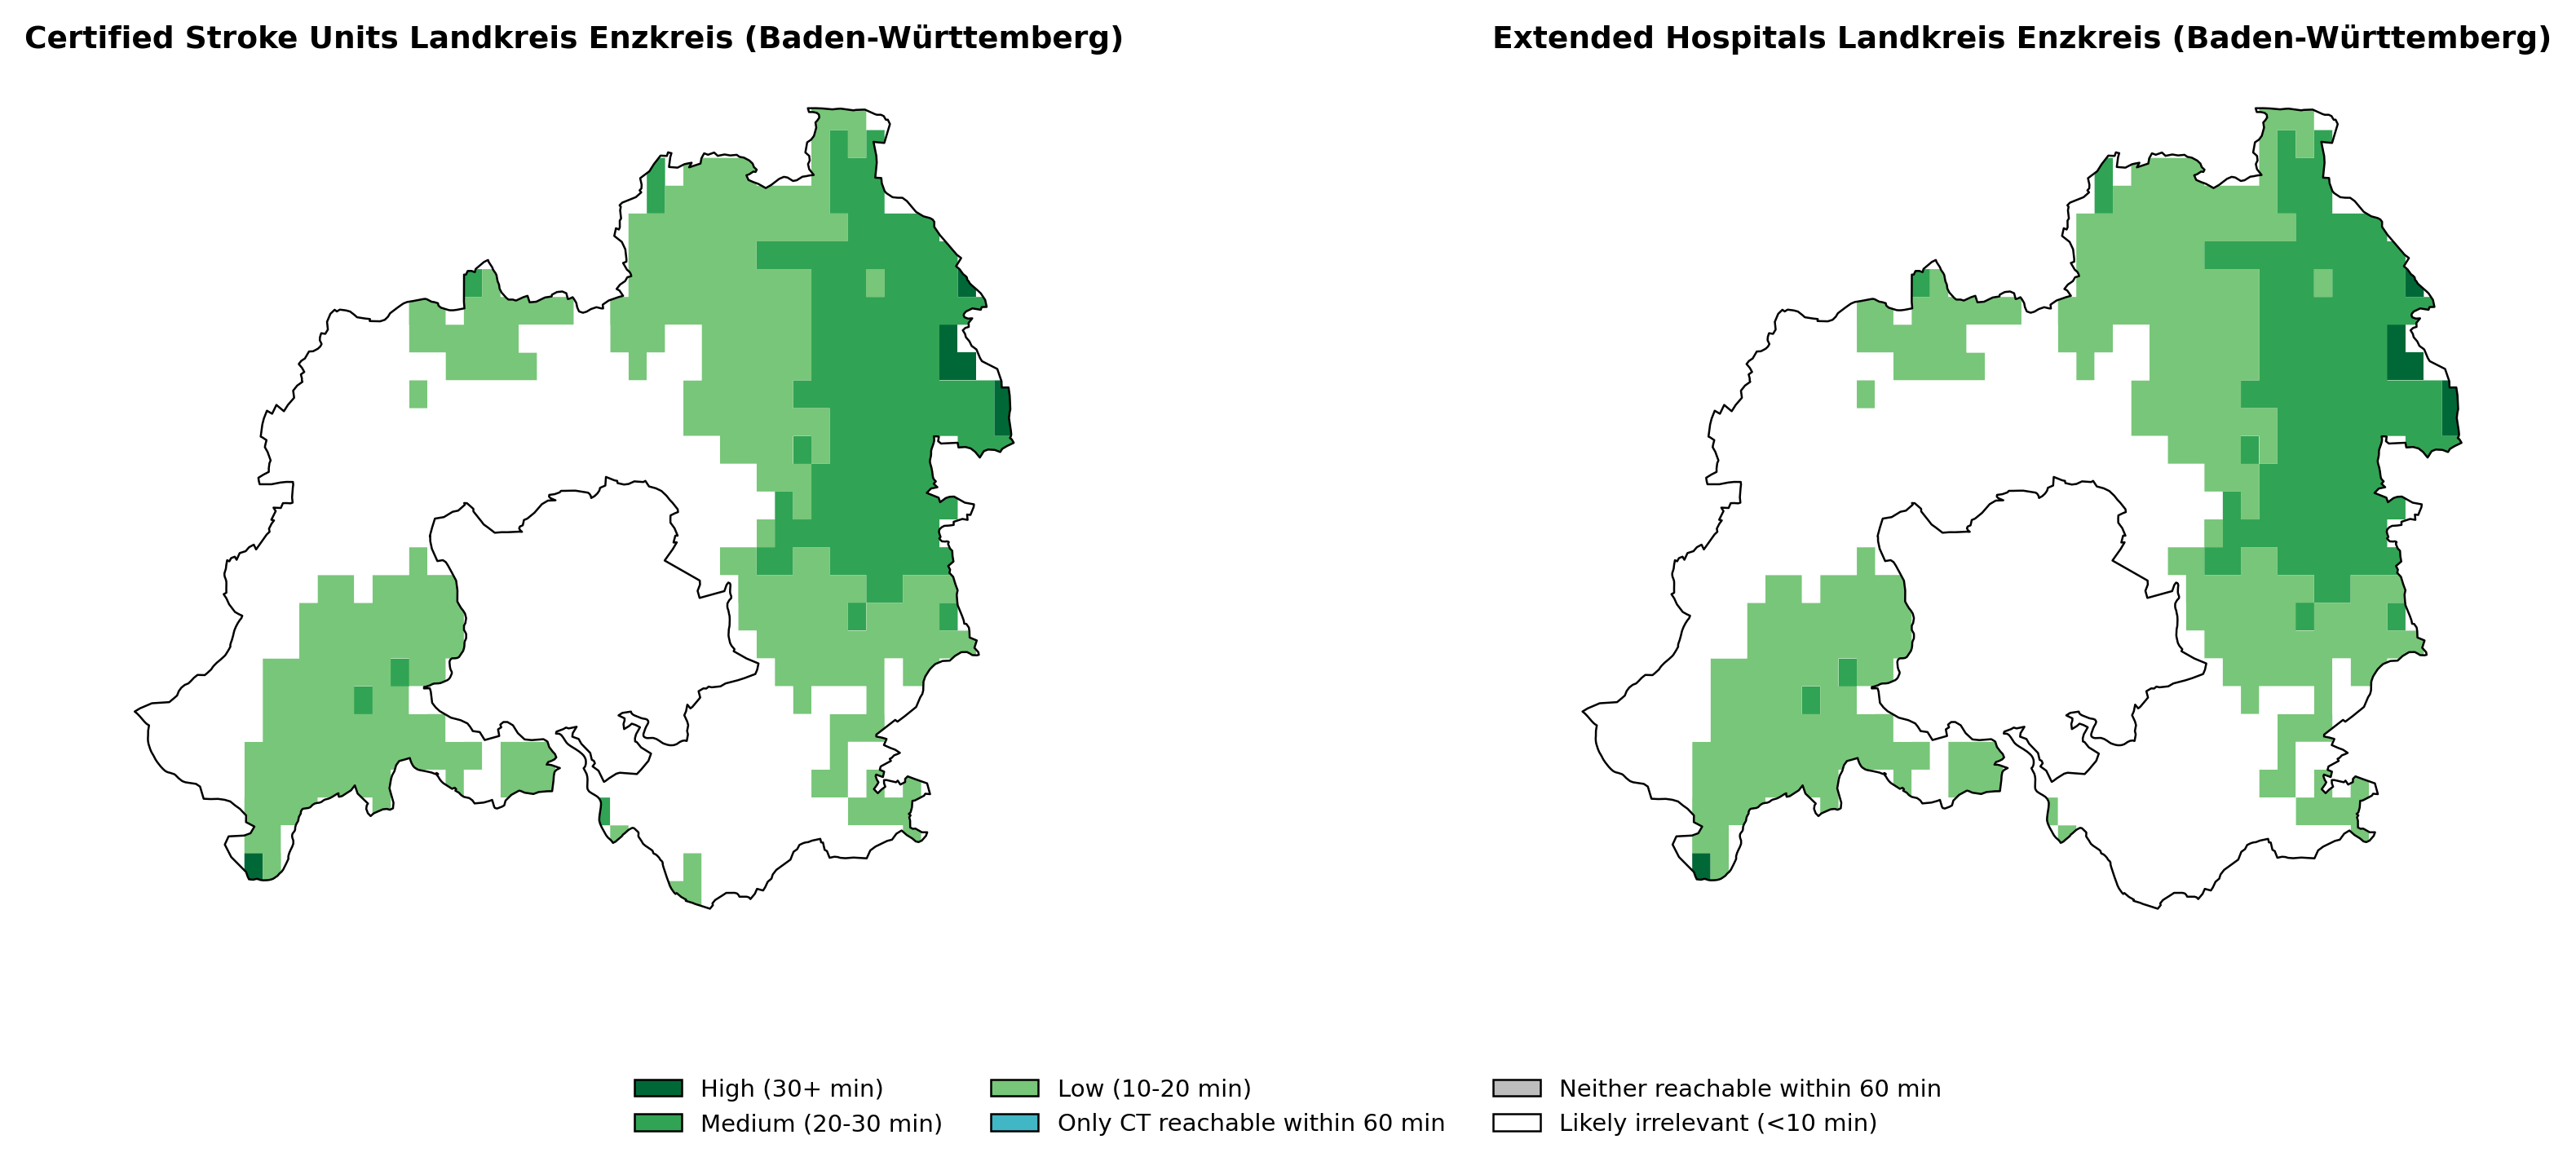 Certified Stroke Units Landkreis Enzkreis (Baden-Württemberg)
Extended Hospitals Landkreis Enzkreis (Baden-Württemberg)
High (30+ min)
Medium (20-30 min)
Low (10-20 min)
Only CT reachable within 60 min
Neither reachable within 60 min
Likely irrelevant (<10 min)